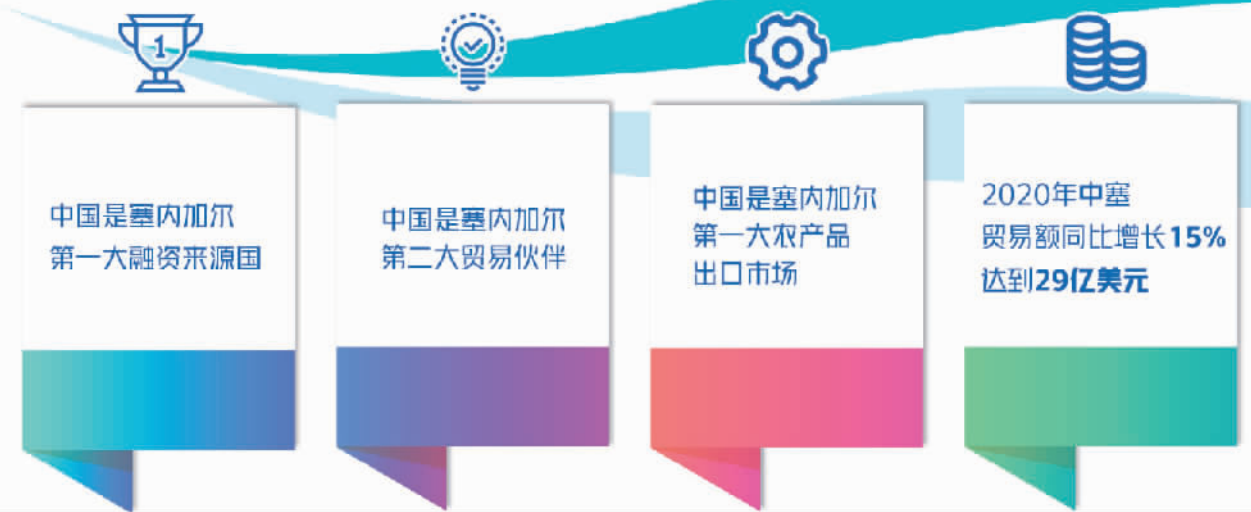 1
中国是塞内加尔
第一大融资来源国
中国是塞内加尔
第二大贸易伙伴
中国是塞内加尔
第一大农产品
出口市场
2020年中塞
贸易额同比增长15%
达到29亿美元